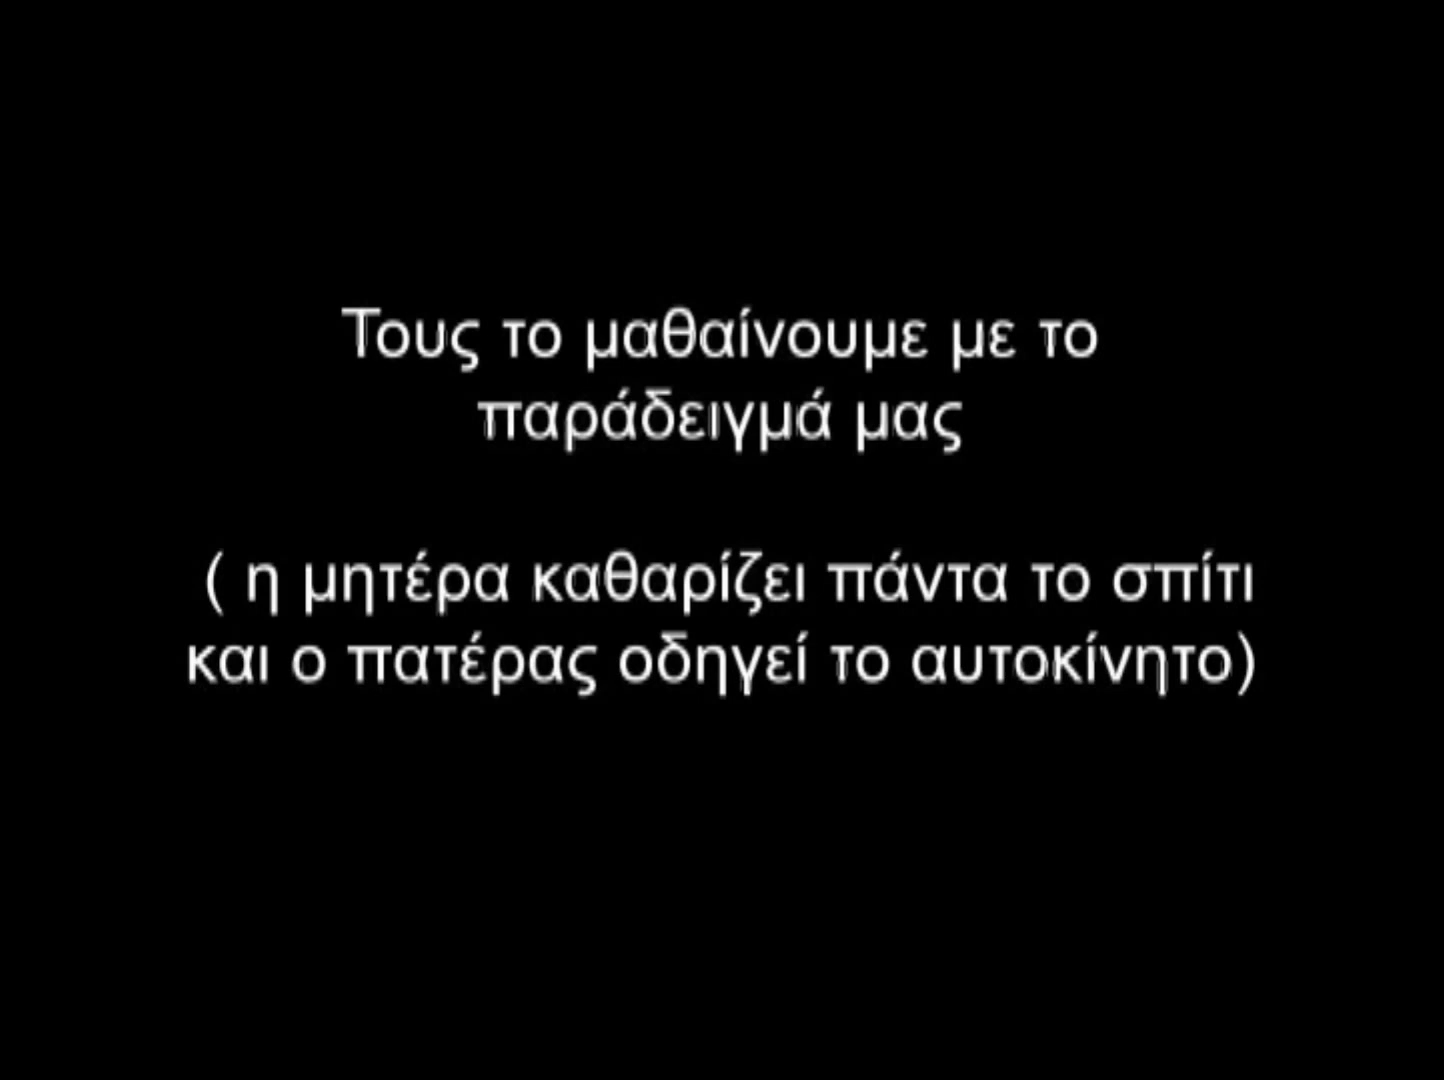 Τους το μαθαίνουμε με το
παράδειγμά μας
( η μητέρα καθαρίζει πάντα το σπίτι
και ο πατέρας οδηγεί το αυτοκίνητο)